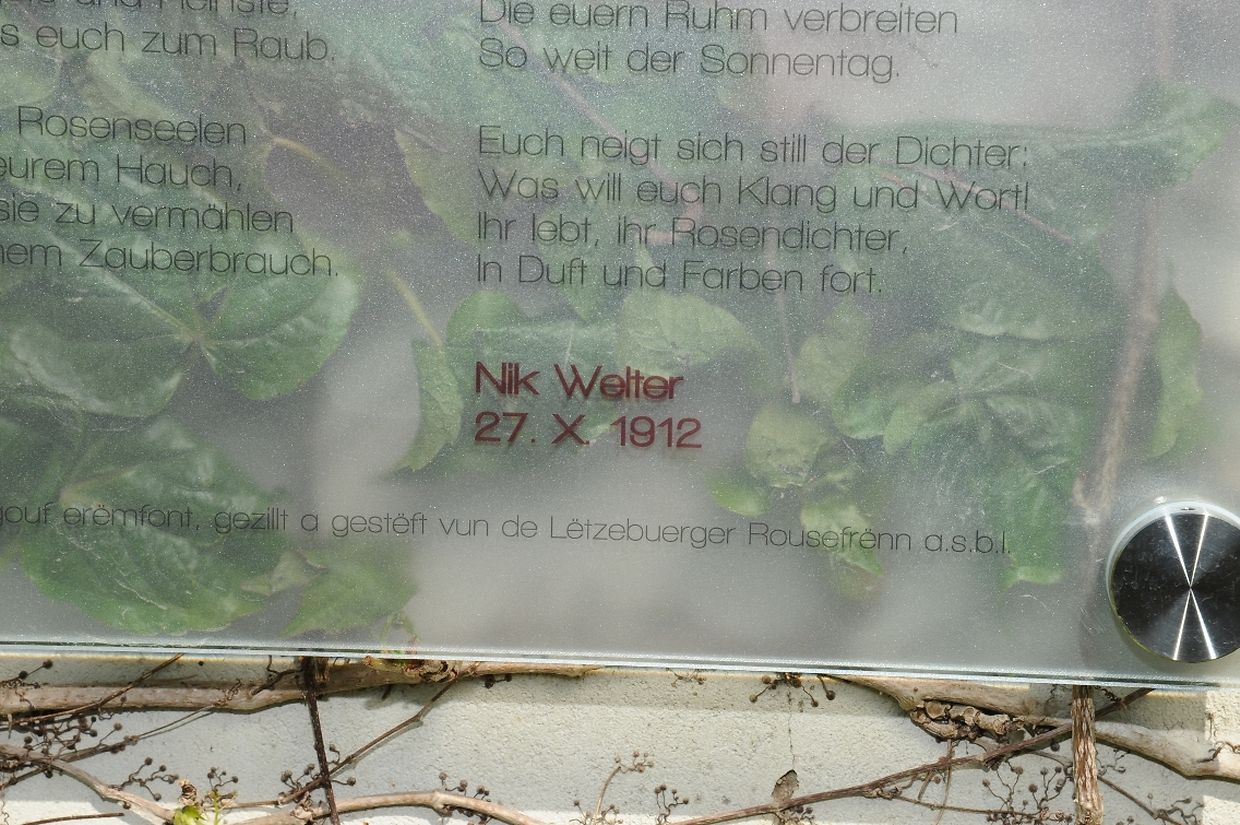 s euch zum Raub.
Rosenseelen
eurem Hauch,
sie zu vermählen
Zauberbrauch.
Die euern Ruhm verbreiten
So weit der Sonnentag.
Euch neigt sich still der Dichter:
Was will euch Klang und Wort!
Ihr lebt, ihr Rosendichter,
In Duft und Farben fort.
Nik Welter
27. X. 1912
gouf erëmfont, gezillt a gestëft vun de Lëtzebuerger Rousefrënn a.s.b.l.